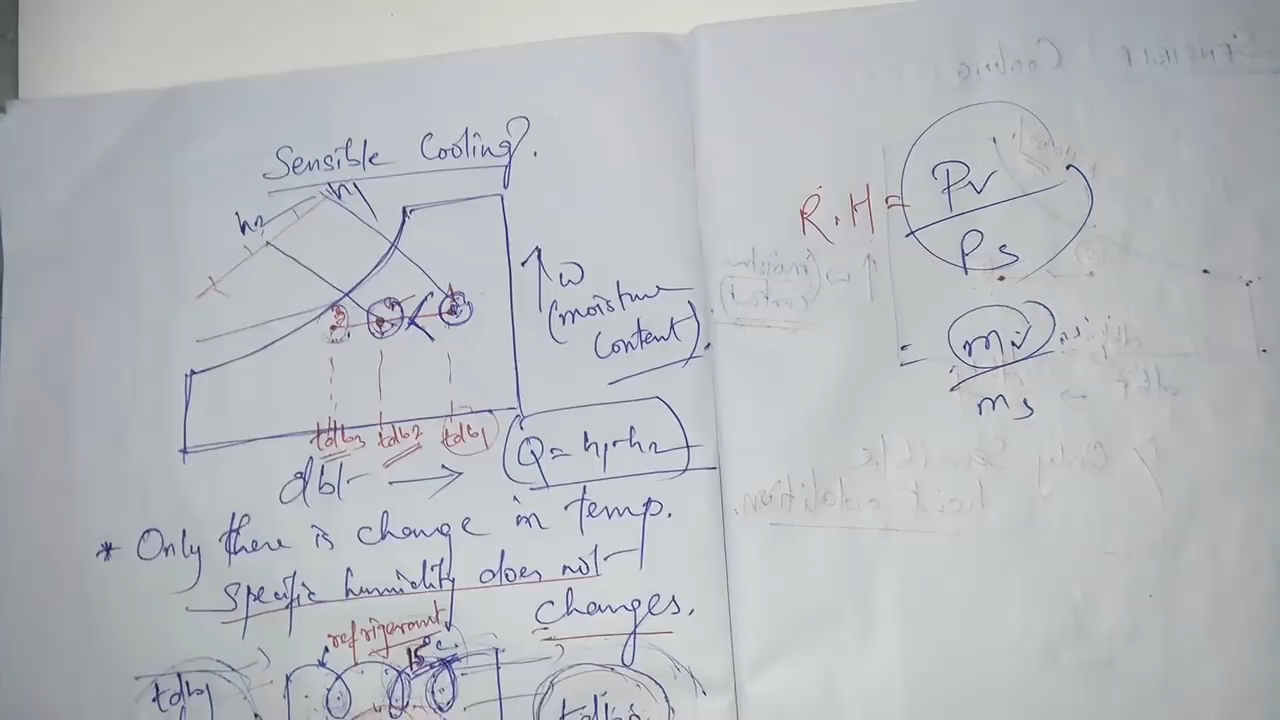 Sensible Cooling?.
h1
h2
3 2 1
↑ω
(moisture
content).
tdb3 tdb2 tdb1
Q = h1-h2
dbt →
* Only there is change in temp.
specific humidity does not
changes.
refrigerant
15°c
tdb1
R.H = Pv
Ps
mv
ms